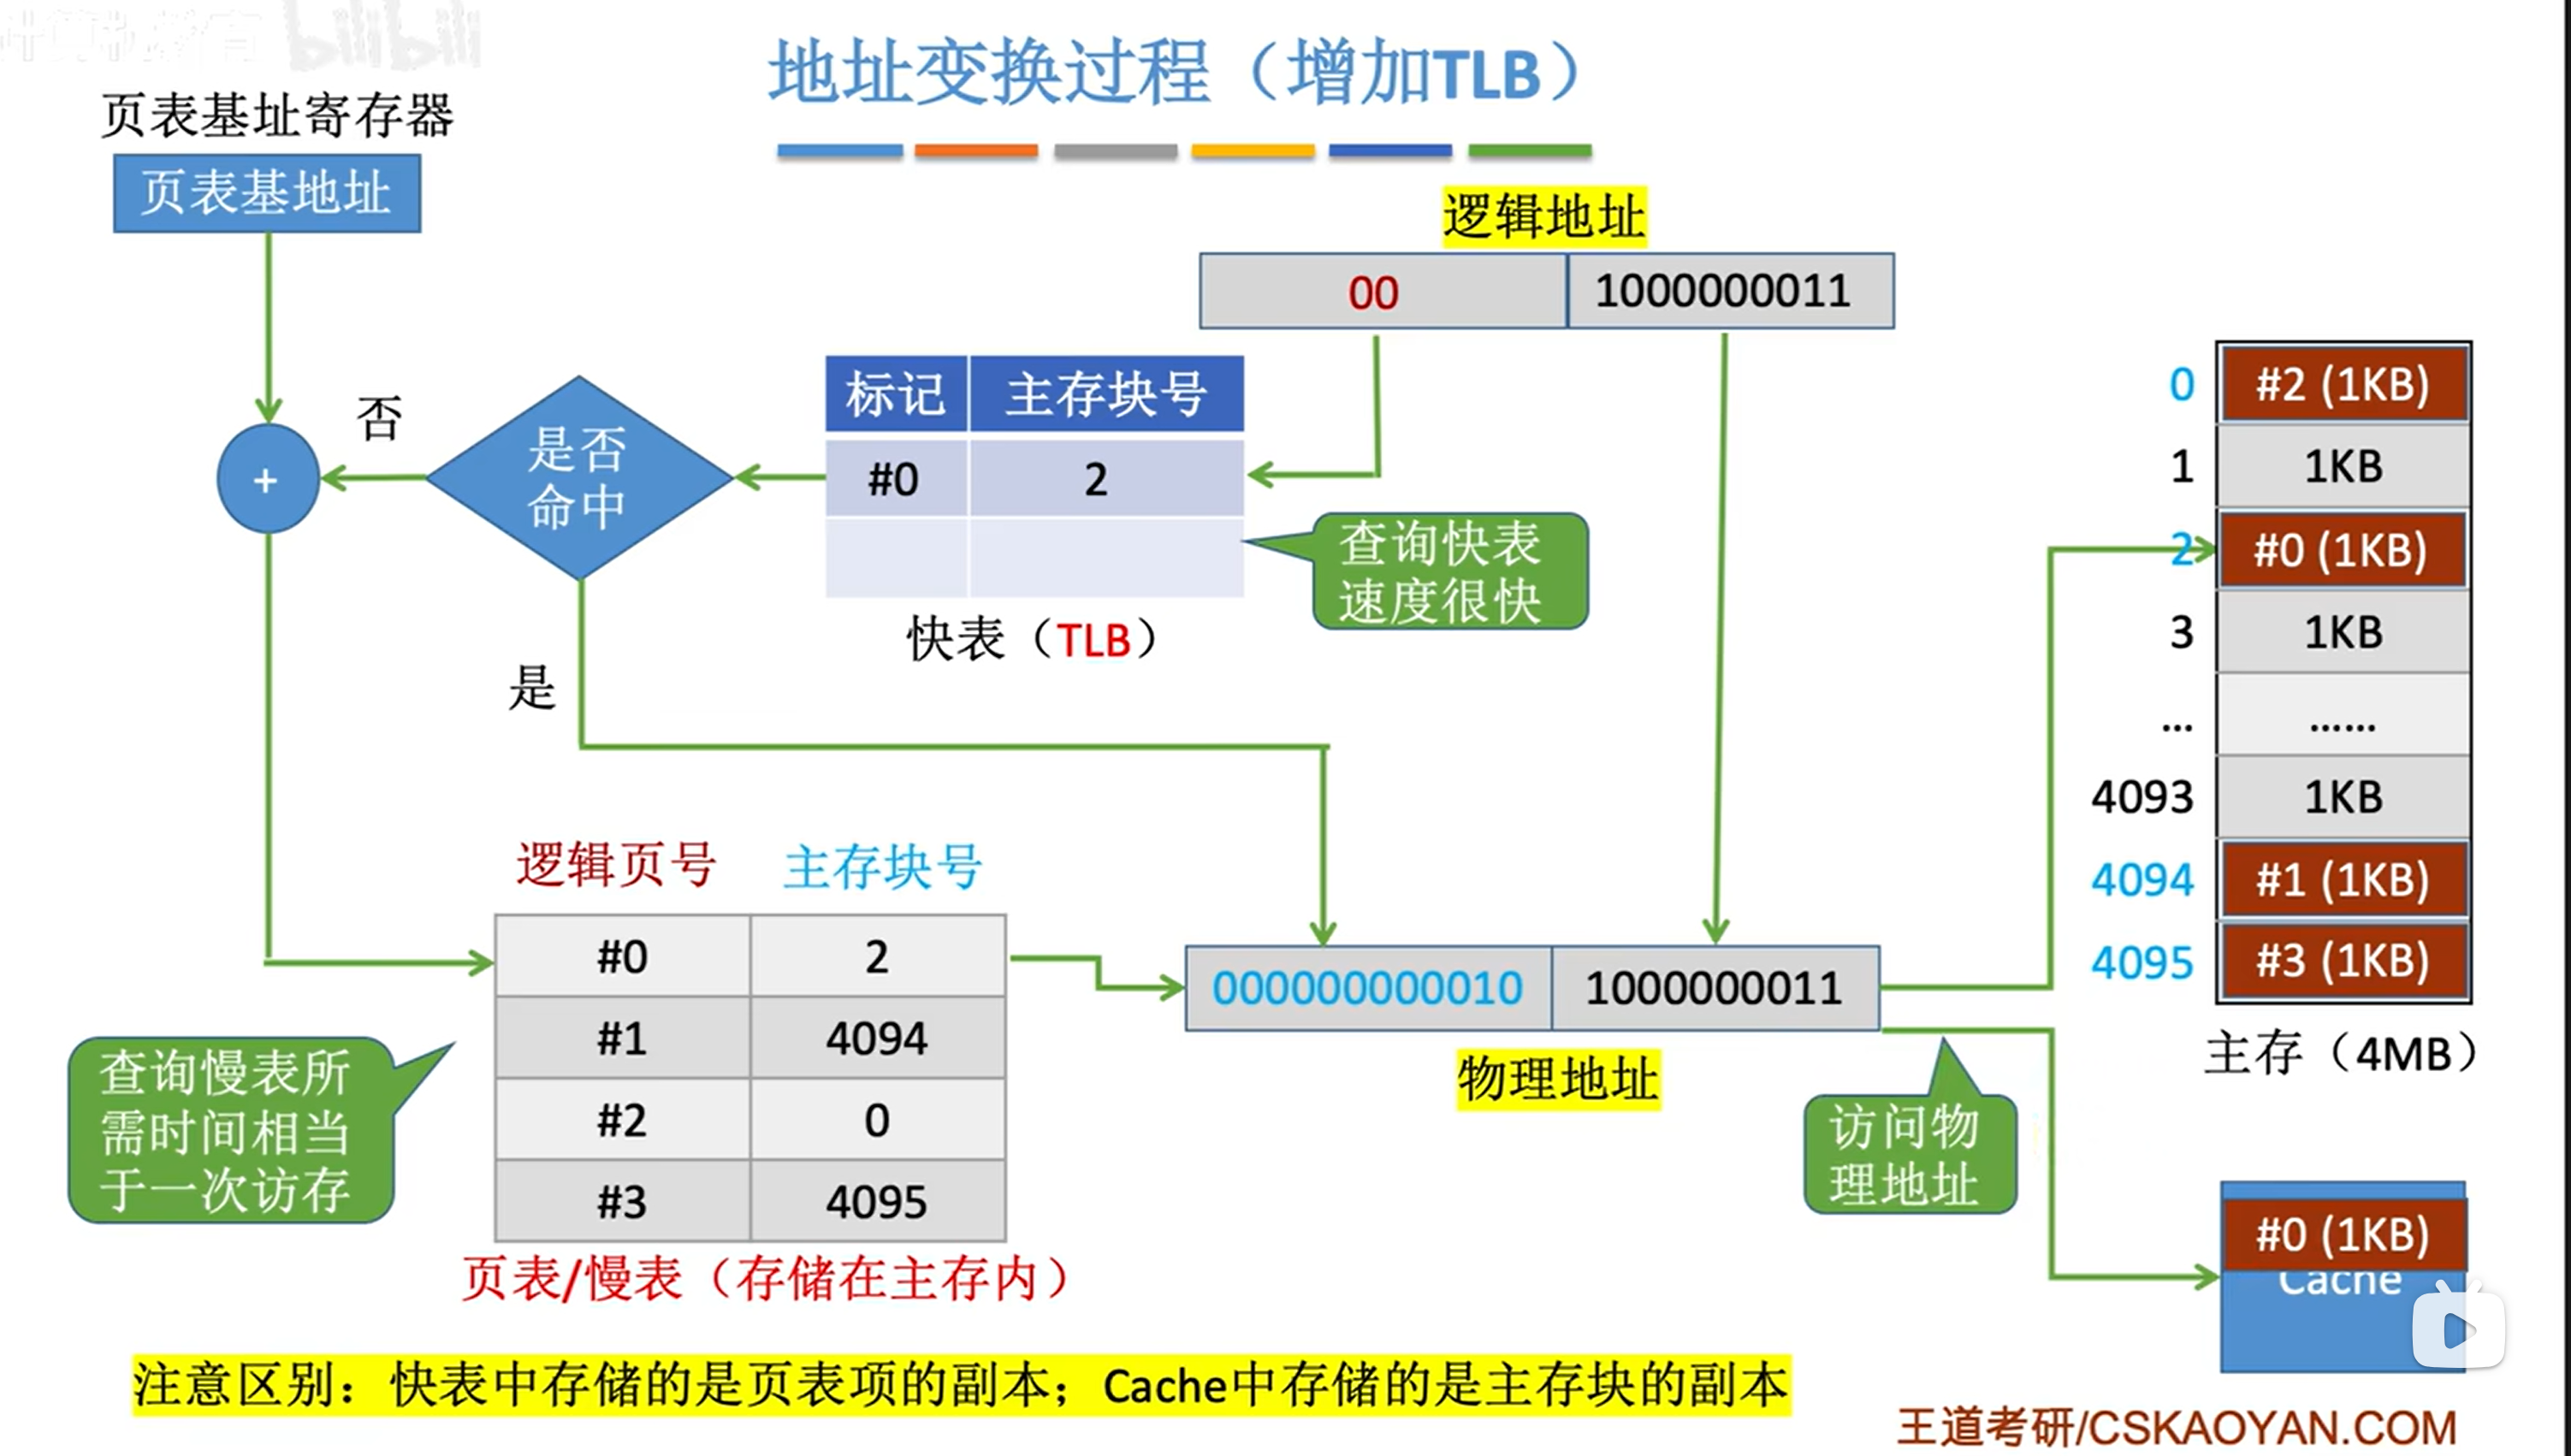 bilibili
地址变换过程（增加TLB）
页表基址寄存器
页表基地址
逻辑地址
00 1000000011
标记 主存块号
#0 2
快表（TLB）
查询快表
速度很快
是否
命中
否
+
是
逻辑页号 主存块号
#0 2
#1 4094
#2 0
#3 4095
页表/慢表（存储在主存内）
查询慢表所
需时间相当
于一次访存
000000000010 1000000011
物理地址
访问物
理地址
0 #2 (1KB)
1 1KB
2 #0 (1KB)
3 1KB
... ......
4093 1KB
4094 #1 (1KB)
4095 #3 (1KB)
主存（4MB）
#0 (1KB)
Cache
注意区别：快表中存储的是页表项的副本；Cache中存储的是主存块的副本
王道考研/CSKAOYAN.COM